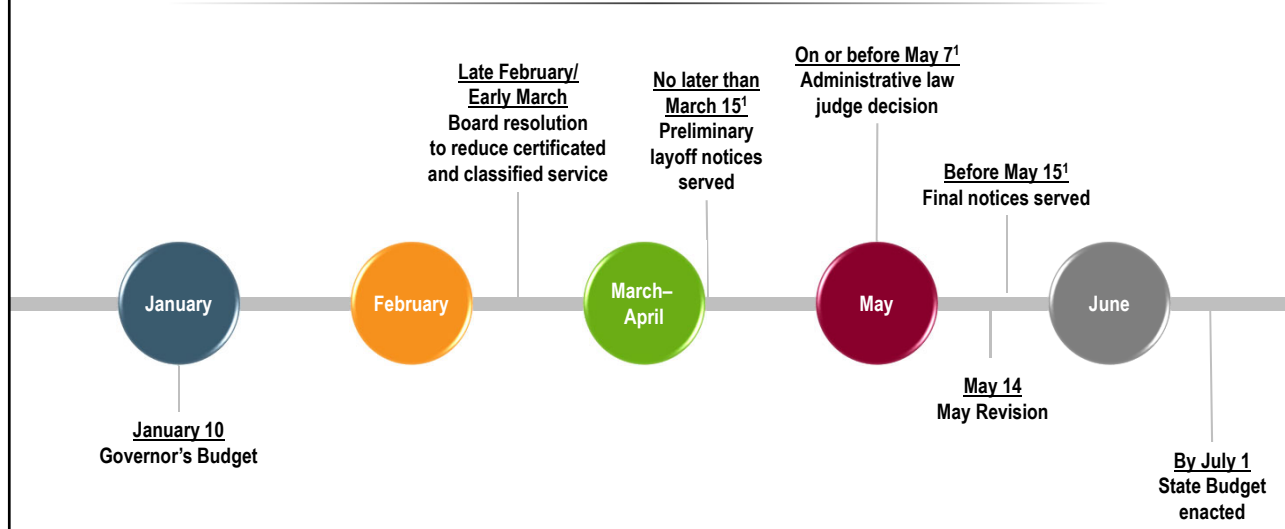 Late February/
Early March
Board resolution
to reduce certificated
and classified service
No later than
March 15¹
Preliminary
layoff notices
served
On or before May 7¹
Administrative law
judge decision
Before May 15¹
Final notices served
January
February
March–
April
May
June
January 10
Governor's Budget
May 14
May Revision
By July 1
State Budget
enacted